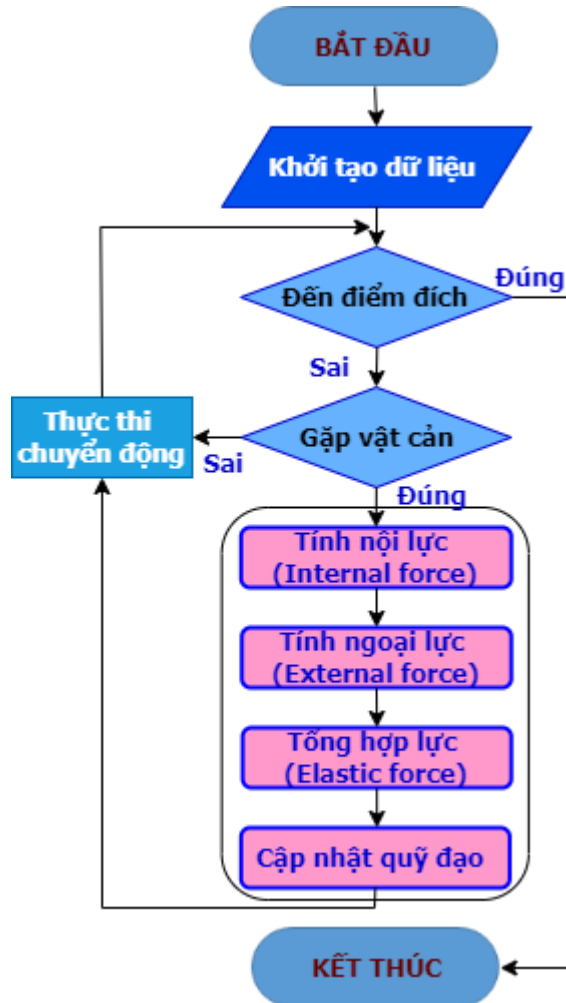 BẮT ĐẦU
Khởi tạo dữ liệu
Đến điểm đích
Đúng
Sai
Gặp vật cản
Sai
Thực thi
chuyển động
Đúng
Tính nội lực
(Internal force)
Tính ngoại lực
(External force)
Tổng hợp lực
(Elastic force)
Cập nhật quỹ đạo
KẾT THÚC